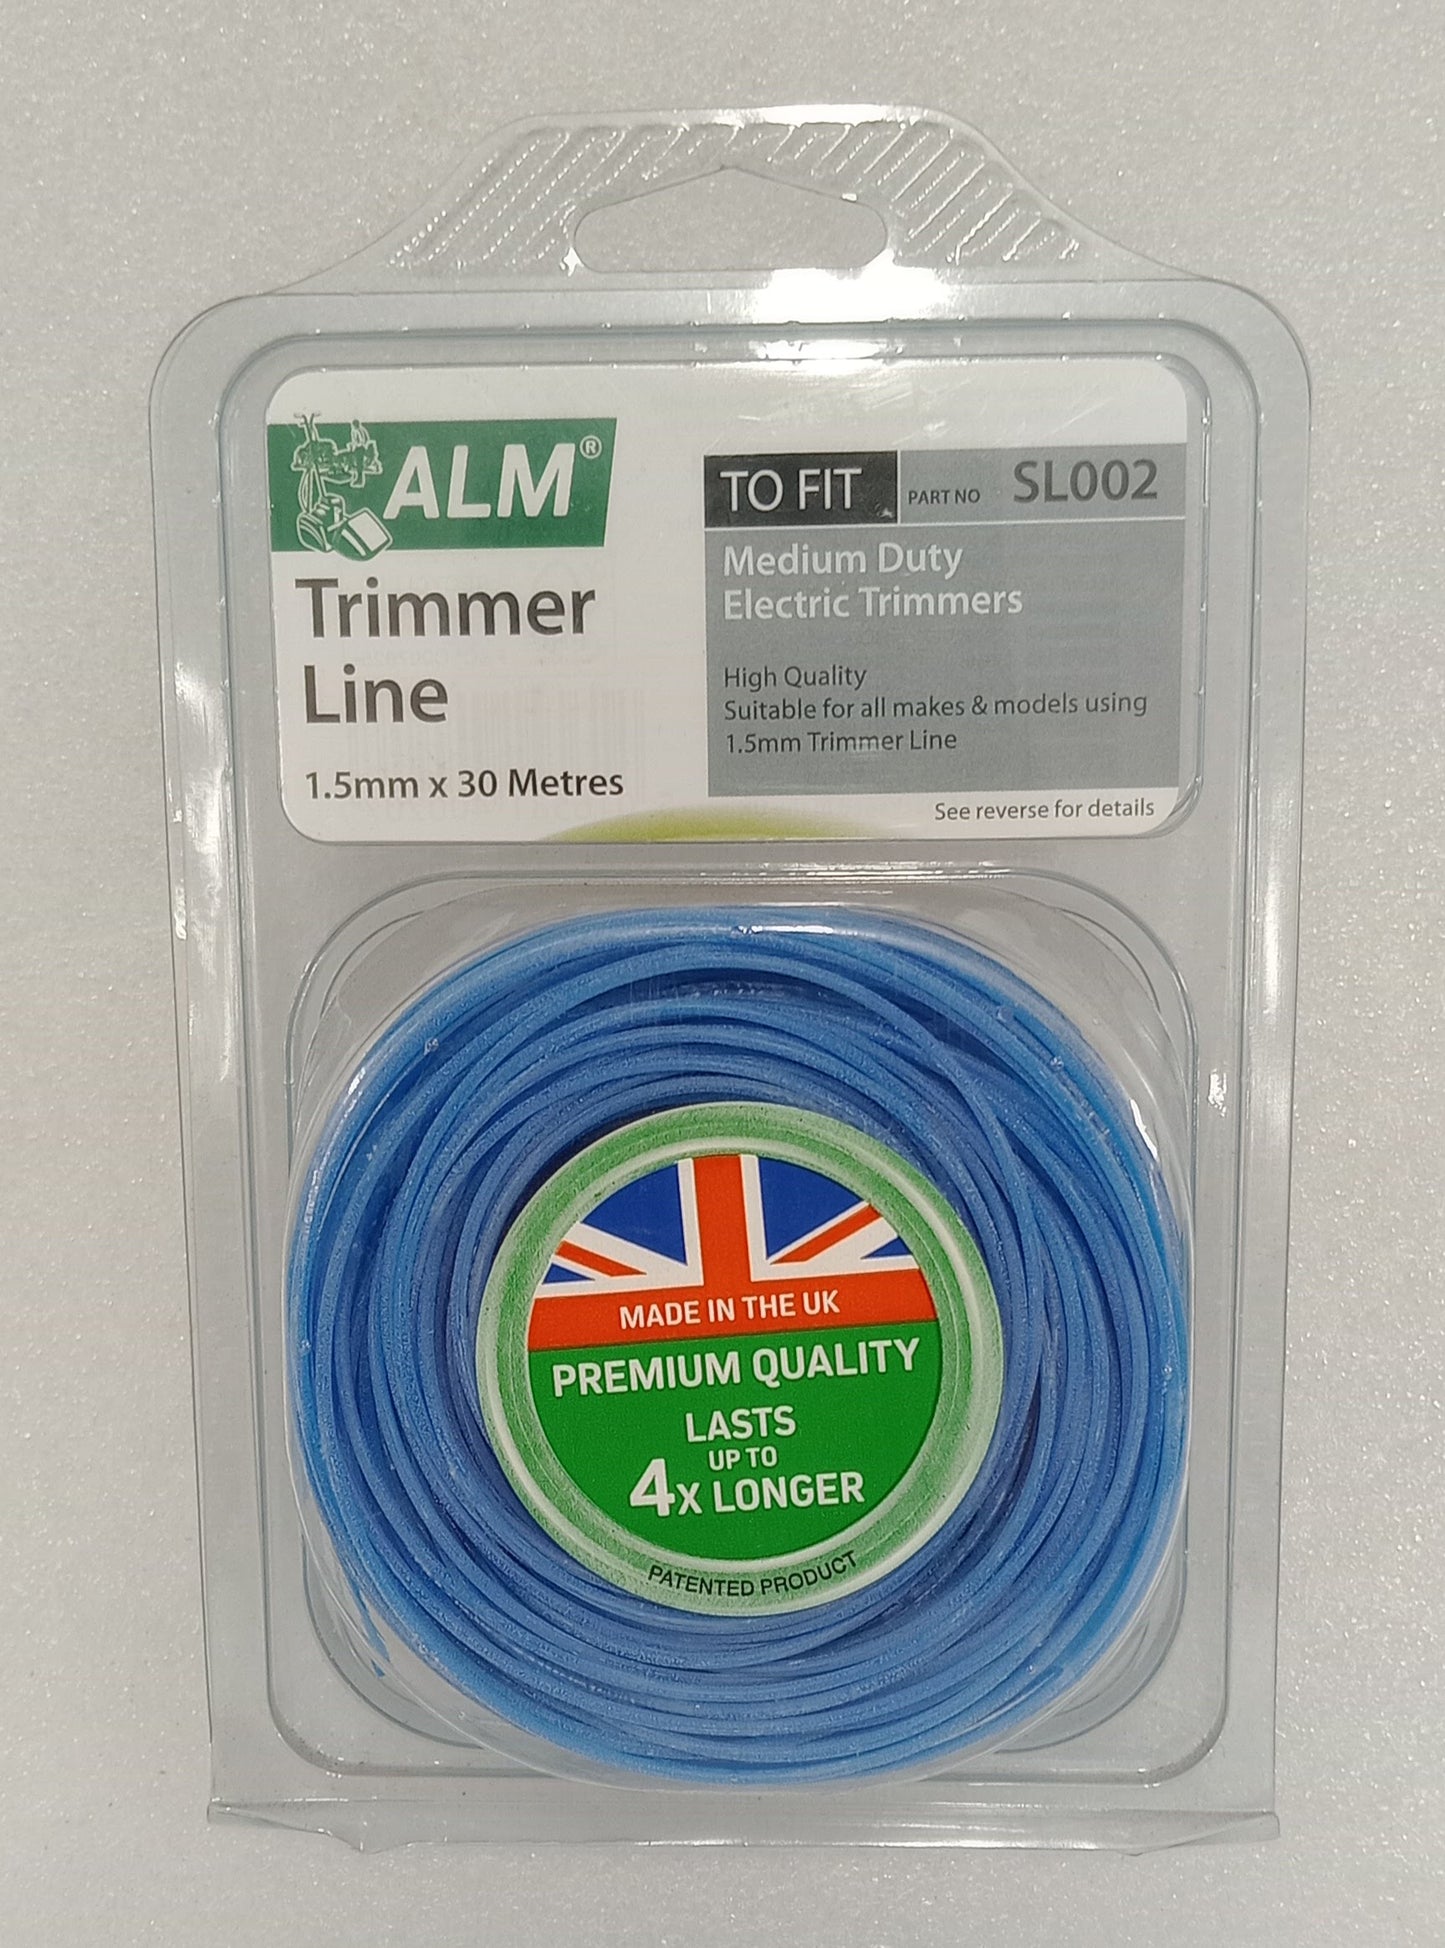 ALM®
Trimmer
Line
1.5mm x 30 Metres
TO FIT PART NO SL002
Medium Duty
Electric Trimmers
High Quality
Suitable for all makes & models using
1.5mm Trimmer Line
See reverse for details
MADE IN THE UK
PREMIUM QUALITY
LASTS
UP TO
4x LONGER
PATENTED PRODUCT